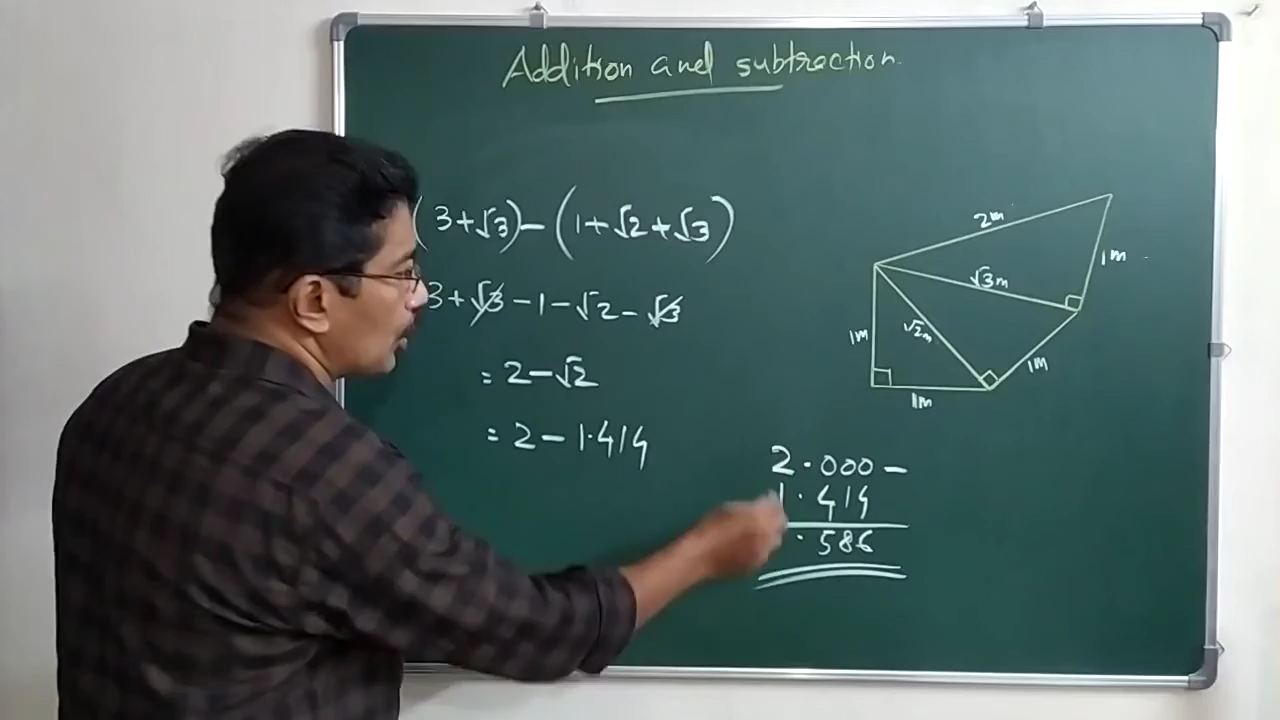 Addition and subtraction.
(3+√3)-(1+√2+√3)
3+√3-1-√2-√3
= 2-√2
= 2-1.414
2m
√3m
1m
1m
√2m
1m
1m
2.000-
1.414
.586